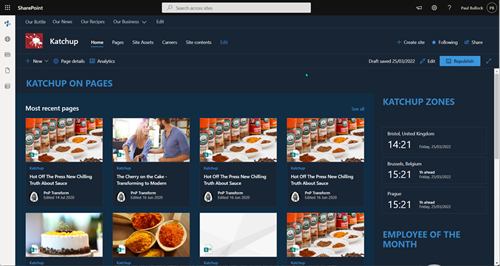 SharePoint
Search across sites
Paul Bullock
PB
Our Bottle
Our News
Our Recipes
Our Business
Edit
Katchup
Home
Pages
Site Assets
Careers
Site contents
Edit
Create site
Following
Share
New
Page details
Analytics
Draft saved 25/03/2022
Edit
Republish
KATCHUP ON PAGES
Most recent pages
See all
Katchup
Hot Off The Press New Chilling
Truth About Sauce
PnP Transform
Edited 14 Jul 2020
Katchup
The Cherry on the Cake -
Transforming to Modern
PnP Transform
Edited 16 Jun 2020
Katchup
Hot Off The Press New Chilling
Truth About Sauce
PnP Transform
Edited 16 Jun 2020
Katchup
Hot Off The Press New Chilling
Truth About Sauce
PnP Transform
Edited 16 Jun 2020
Katchup
Katchup
Katchup
Katchup
KATCHUP ZONES
Bristol, United Kingdom
14:21
Friday, 25/03/2022
Brussels, Belgium
15:21
1h ahead
Friday, 25/03/2022
Prague
15:21
1h ahead
Friday, 25/03/2022
EMPLOYEE OF THE
MONTH